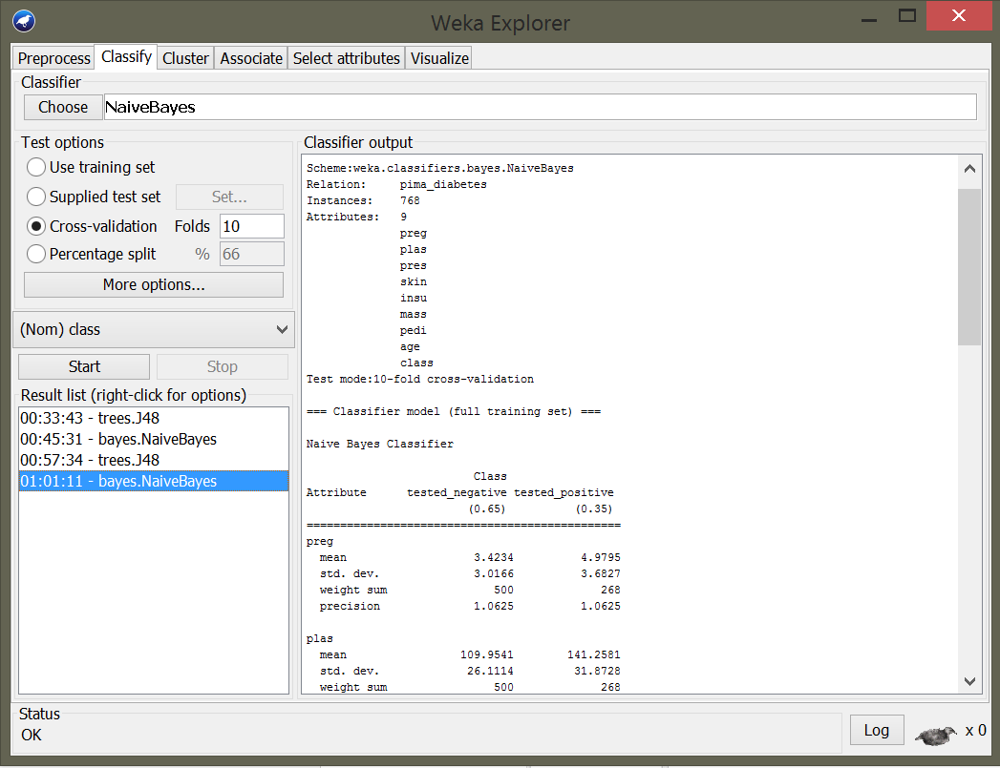 Weka Explorer
Preprocess Classify Cluster Associate Select attributes Visualize
Classifier
Choose NaiveBayes
Test options
Use training set
Supplied test set Set...
Cross-validation Folds 10
Percentage split % 66
More options...
(Nom) class
Start Stop
Result list (right-click for options)
00:33:43 - trees.J48
00:45:31 - bayes.NaiveBayes
00:57:34 - trees.J48
01:01:11 - bayes.NaiveBayes
Classifier output
Scheme:weka.classifiers.bayes.NaiveBayes
Relation: pima_diabetes
Instances: 768
Attributes: 9
preg
plas
pres
skin
insu
mass
pedi
age
class
Test mode:10-fold cross-validation
=== Classifier model (full training set) ===
Naive Bayes Classifier
Class
Attribute tested_negative tested_positive
(0.65) (0.35)
===============================================
preg
mean 3.4234 4.9795
std. dev. 3.0166 3.6827
weight sum 500 268
precision 1.0625 1.0625
plas
mean 109.9541 141.2581
std. dev. 26.1114 31.8728
weight sum 500 268
Status
OK
Log x 0